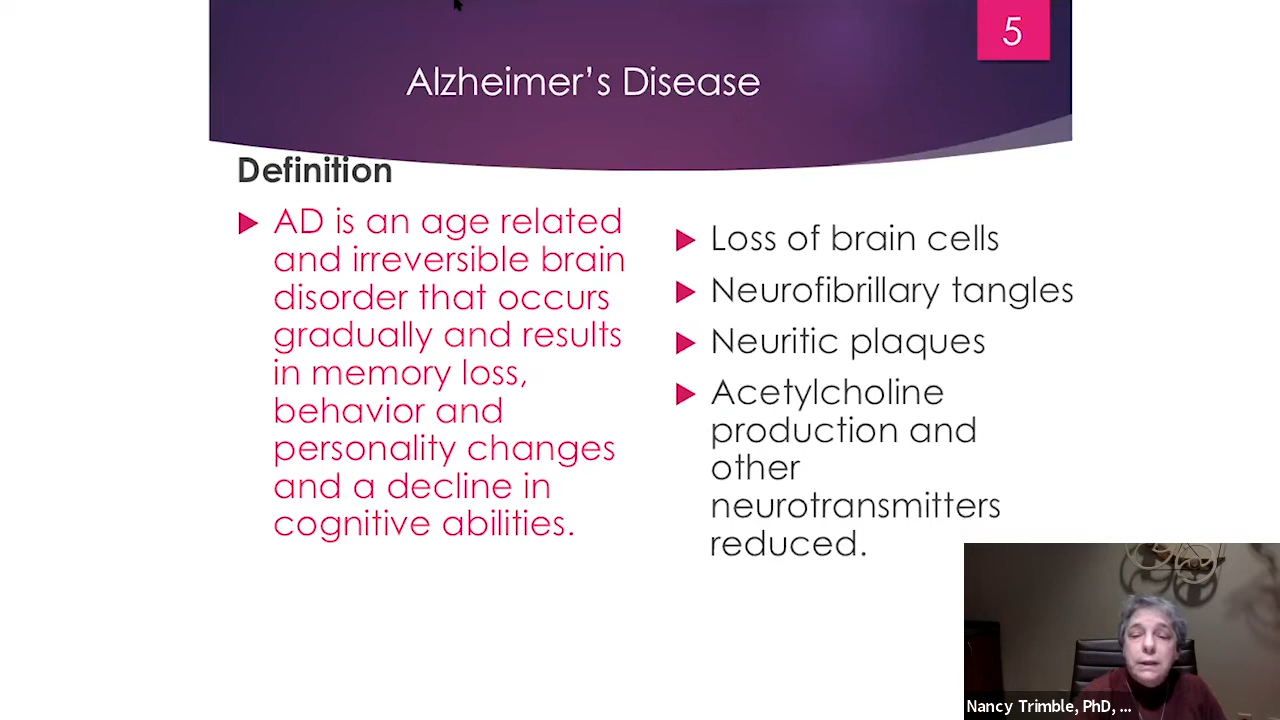 5
Alzheimer's Disease
Definition
AD is an age related
and irreversible brain
disorder that occurs
gradually and results
in memory loss,
behavior and
personality changes
and a decline in
cognitive abilities.
Loss of brain cells
Neurofibrillary tangles
Neuritic plaques
Acetylcholine
production and
other
neurotransmitters
reduced.
Nancy Trimble, PhD, ...